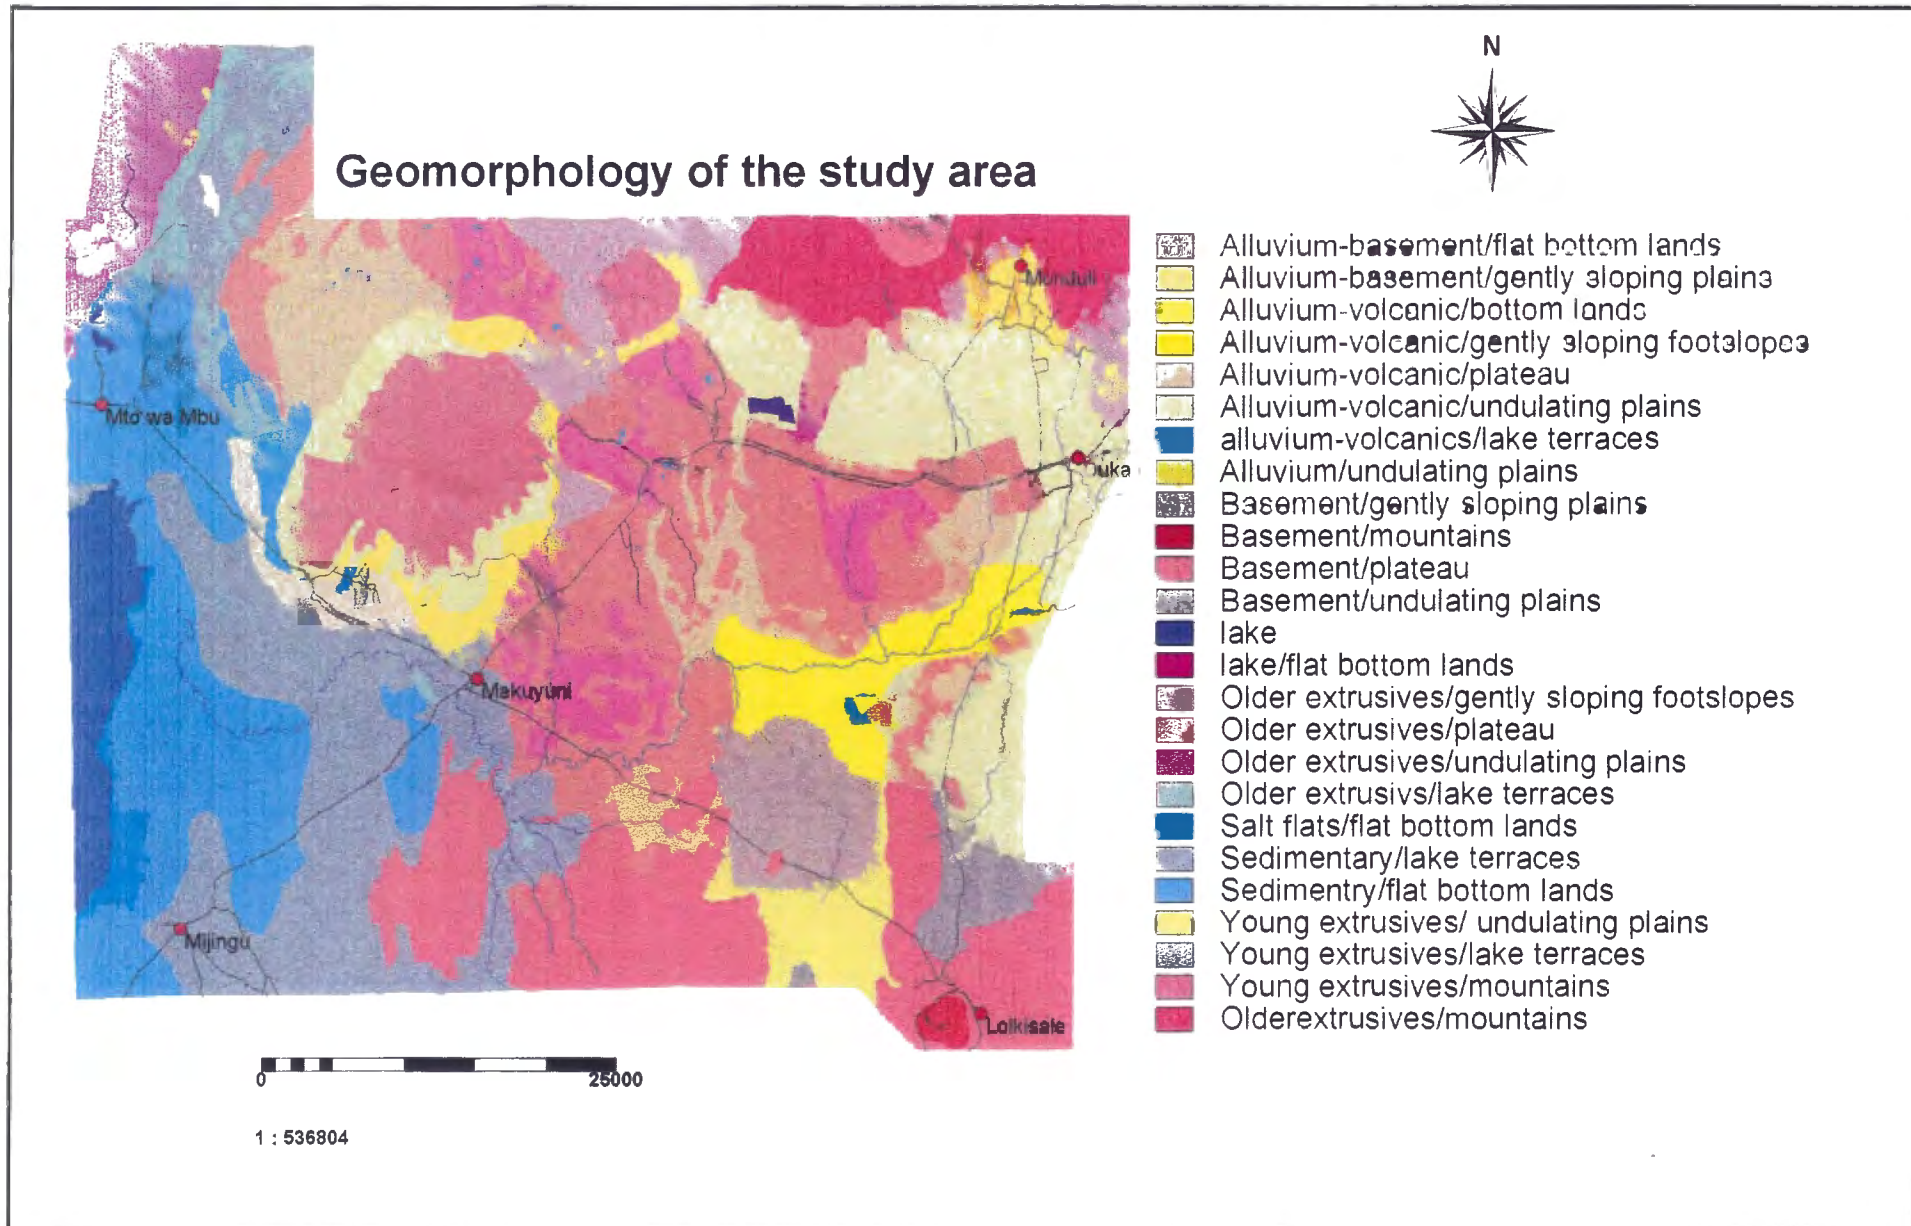 N
Geomorphology of the study area
Alluvium-basement/flat bottom lands
Alluvium-basement/gently sloping plains
Alluvium-volcanic/bottom lands
Alluvium-volcanic/gently sloping footslopes
Alluvium-volcanic/plateau
Alluvium-volcanic/undulating plains
alluvium-volcanics/lake terraces
Alluvium/undulating plains
Basement/gently sloping plains
Basement/mountains
Basement/plateau
Basement/undulating plains
lake
lake/flat bottom lands
Older extrusives/gently sloping footslopes
Older extrusives/plateau
Older extrusives/undulating plains
Older extrusivs/lake terraces
Salt flats/flat bottom lands
Sedimentary/lake terraces
Sedimentry/flat bottom lands
Young extrusives/ undulating plains
Young extrusives/lake terraces
Young extrusives/mountains
Olderextrusives/mountains
Monduli
Mto wa Mbu
uka
Makuyuni
Mijingu
Lolkisale
0 25000
1 : 536804